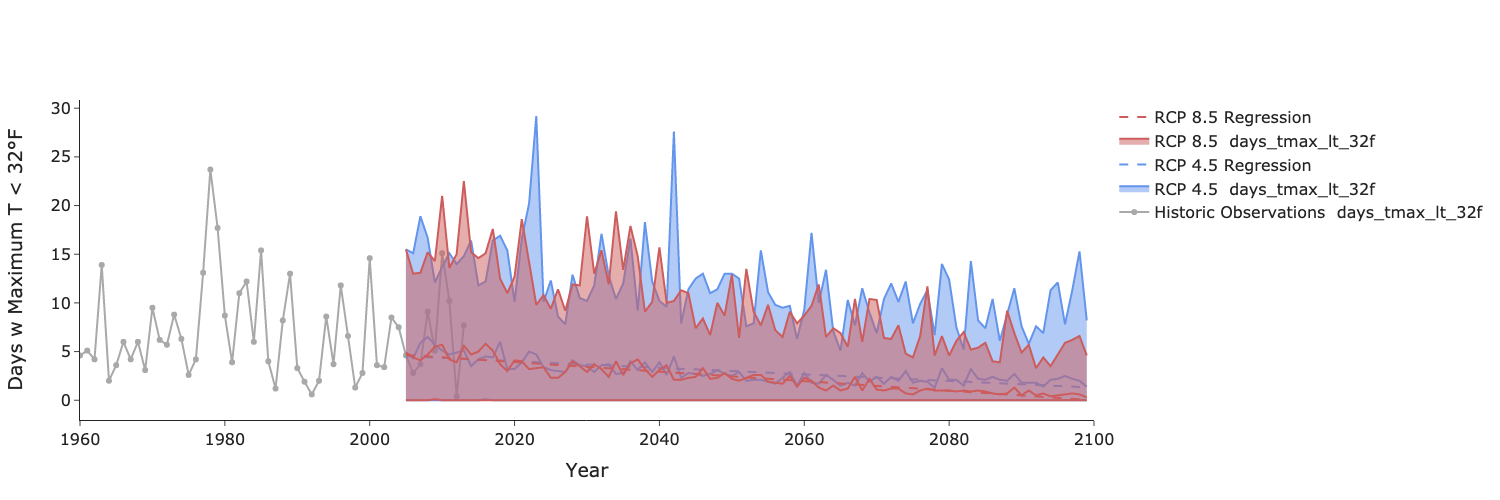 Days w Maximum T < 32°F
30
25
20
15
10
5
0
1960
1980
2000
2020
2040
2060
2080
2100
Year
RCP 8.5 Regression
RCP 8.5  days_tmax_lt_32f
RCP 4.5 Regression
RCP 4.5  days_tmax_lt_32f
Historic Observations  days_tmax_lt_32f